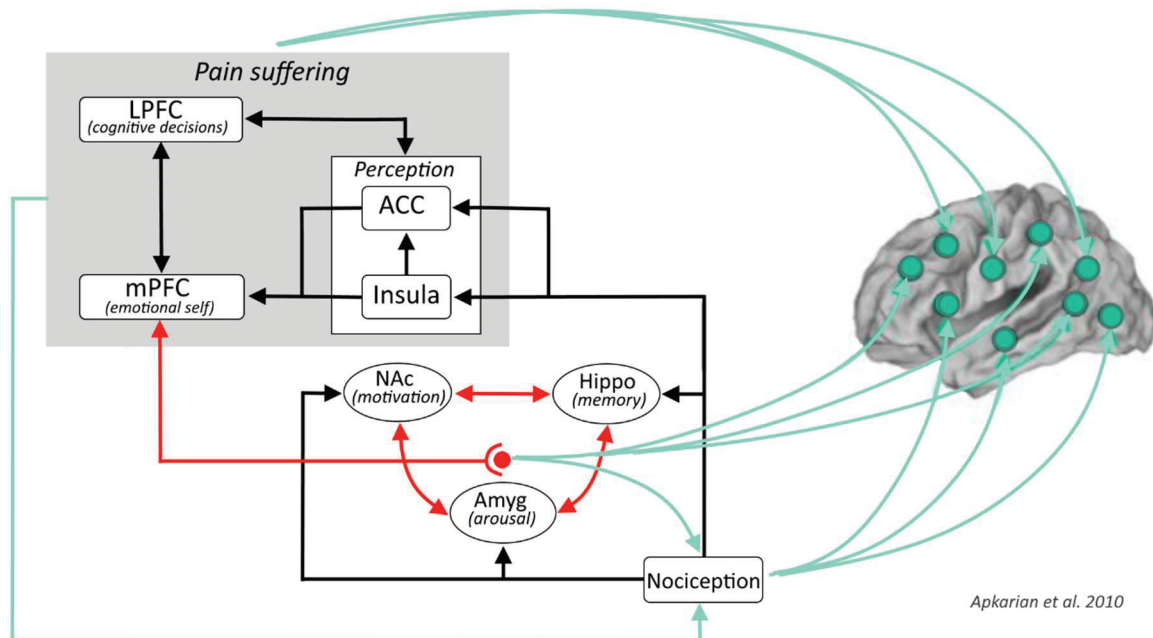 Pain suffering
LPFC
(cognitive decisions)
Perception
ACC
mPFC
(emotional self)
Insula
NAc
(motivation)
Hippo
(memory)
Amyg
(arousal)
Nociception
Apkarian et al. 2010